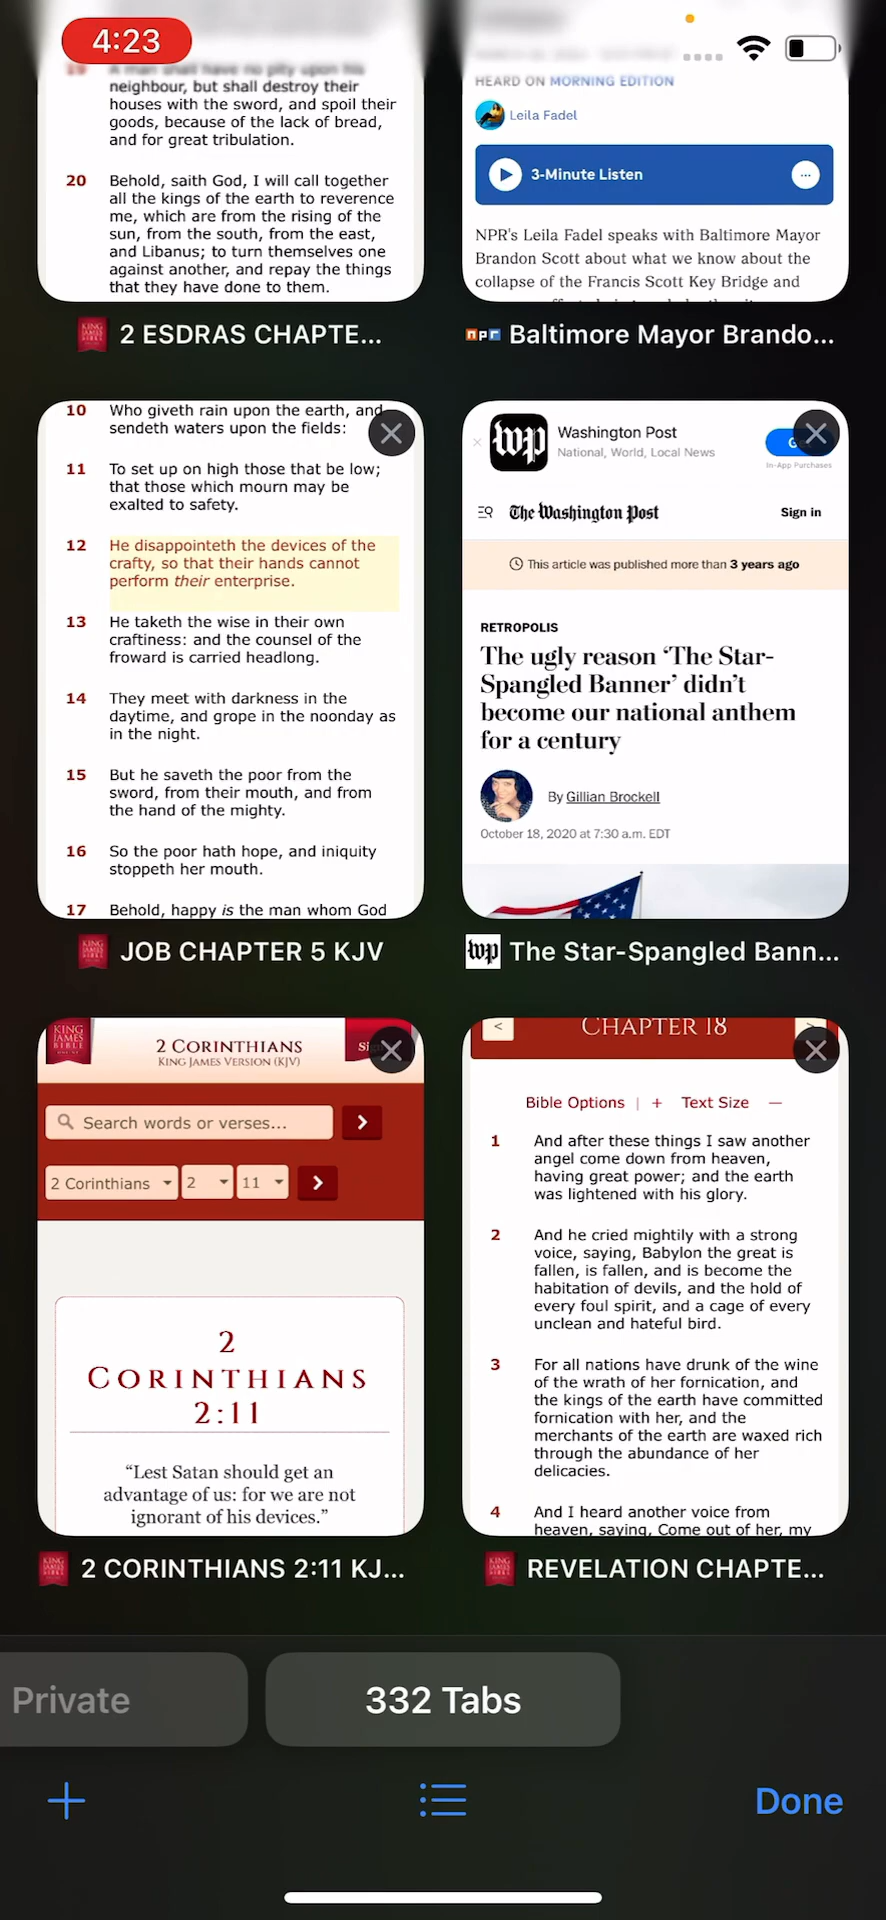 4:23
19 A man shall have no pity upon his
neighbour, but shall destroy their
houses with the sword, and spoil their
goods, because of the lack of bread,
and for great tribulation.
20 Behold, saith God, I will call together
all the kings of the earth to reverence
me, which are from the rising of the
sun, from the south, from the east,
and Libanus; to turn themselves one
against another, and repay the things
that they have done to them.
2 ESDRAS CHAPTE...
HEARD ON MORNING EDITION
Leila Fadel
3-Minute Listen
NPR's Leila Fadel speaks with Baltimore Mayor
Brandon Scott about what we know about the
collapse of the Francis Scott Key Bridge and
npr Baltimore Mayor Brando...
10 Who giveth rain upon the earth, and
sendeth waters upon the fields:
11 To set up on high those that be low;
that those which mourn may be
exalted to safety.
12 He disappointeth the devices of the
crafty, so that their hands cannot
perform their enterprise.
13 He taketh the wise in their own
craftiness: and the counsel of the
froward is carried headlong.
14 They meet with darkness in the
daytime, and grope in the noonday as
in the night.
15 But he saveth the poor from the
sword, from their mouth, and from
the hand of the mighty.
16 So the poor hath hope, and iniquity
stoppeth her mouth.
17 Behold, happy is the man whom God
JOB CHAPTER 5 KJV
wp
Washington Post
National, World, Local News
In-App Purchases
The Washington Post
Sign in
This article was published more than 3 years ago
RETROPOLIS
The ugly reason ‘The Star-
Spangled Banner’ didn’t
become our national anthem
for a century
By Gillian Brockell
October 18, 2020 at 7:30 a.m. EDT
wp The Star-Spangled Bann...
KING
JAMES
BIBLE
2 CORINTHIANS
KING JAMES VERSION (KJV)
Search words or verses...
2 Corinthians 2 11
2
CORINTHIANS
2:11
“Lest Satan should get an
advantage of us: for we are not
ignorant of his devices.”
2 CORINTHIANS 2:11 KJ...
CHAPTER 18
Bible Options | + Text Size —
1 And after these things I saw another
angel come down from heaven,
having great power; and the earth
was lightened with his glory.
2 And he cried mightily with a strong
voice, saying, Babylon the great is
fallen, is fallen, and is become the
habitation of devils, and the hold of
every foul spirit, and a cage of every
unclean and hateful bird.
3 For all nations have drunk of the wine
of the wrath of her fornication, and
the kings of the earth have committed
fornication with her, and the
merchants of the earth are waxed rich
through the abundance of her
delicacies.
4 And I heard another voice from
heaven, saying, Come out of her, my
REVELATION CHAPTE...
Private
332 Tabs
Done